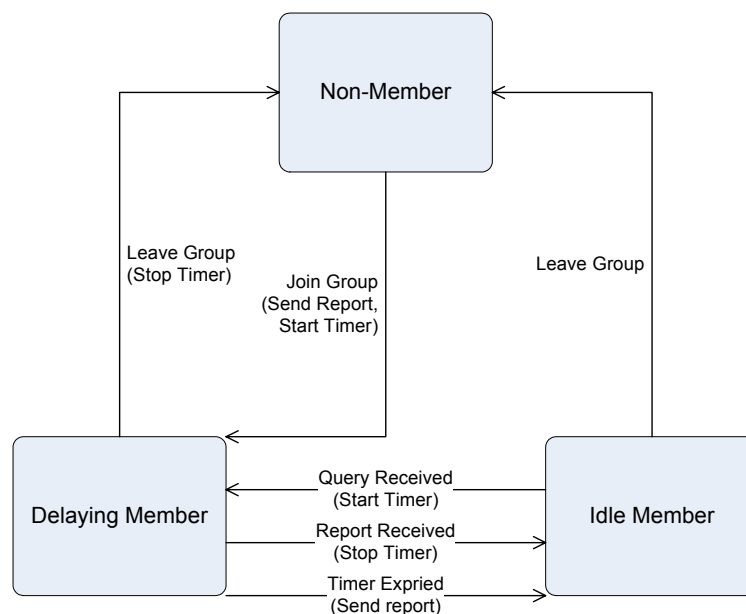 Non-Member
Leave Group
(Stop Timer)
Join Group
(Send Report,
Start Timer)
Leave Group
Delaying Member
Query Received
(Start Timer)
Report Received
(Stop Timer)
Timer Expried
(Send report)
Idle Member